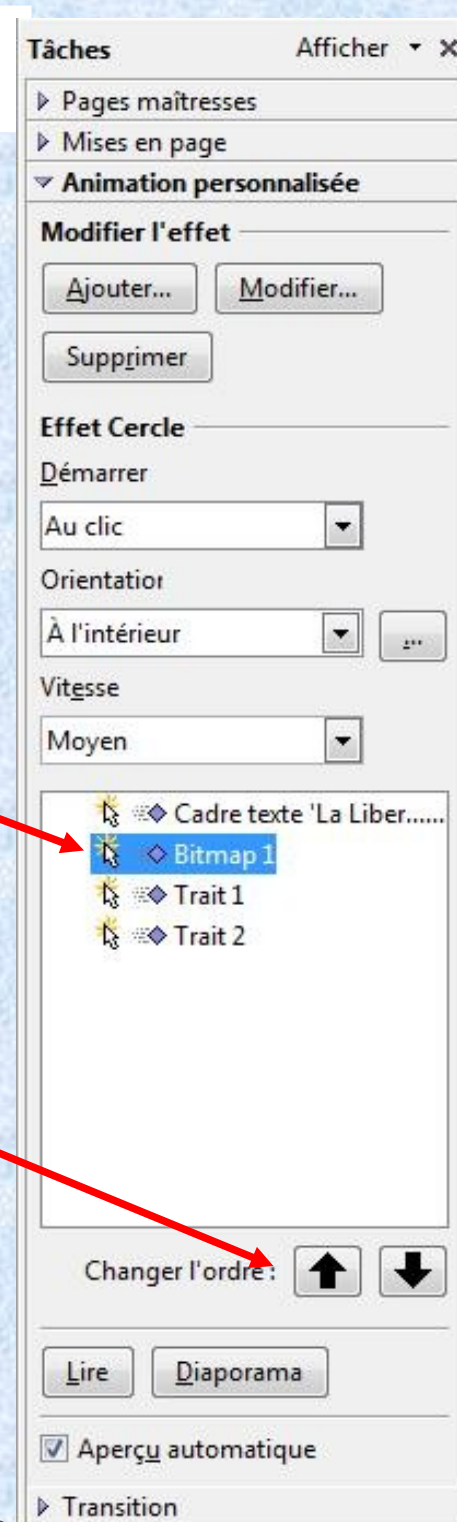 Tâches Afficher
Pages maîtresses
Mises en page
Animation personnalisée
Modifier l'effet
Ajouter... Modifier...
Supprimer
Effet Cercle
Démarrer
Au clic
Orientation
À l'intérieur ...
Vitesse
Moyen
Cadre texte 'La Liber......
Bitmap 1
Trait 1
Trait 2
Changer l'ordre :
Lire Diaporama
Aperçu automatique
Transition